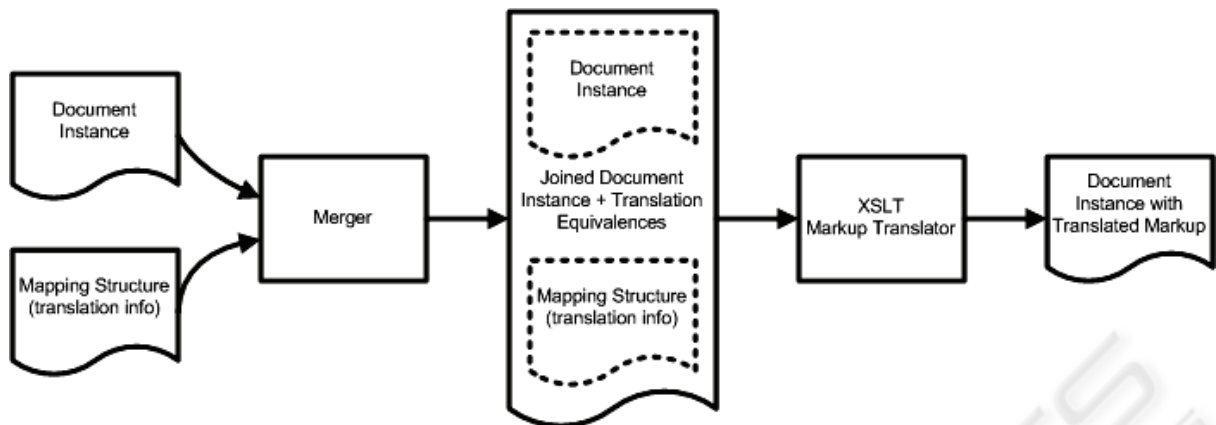 Document
Instance
Mapping Structure
(translation info)
Merger
Document
Instance
Joined Document
Instance + Translation
Equivalences
Mapping Structure
(translation info)
XSLT
Markup Translator
Document
Instance with
Translated Markup